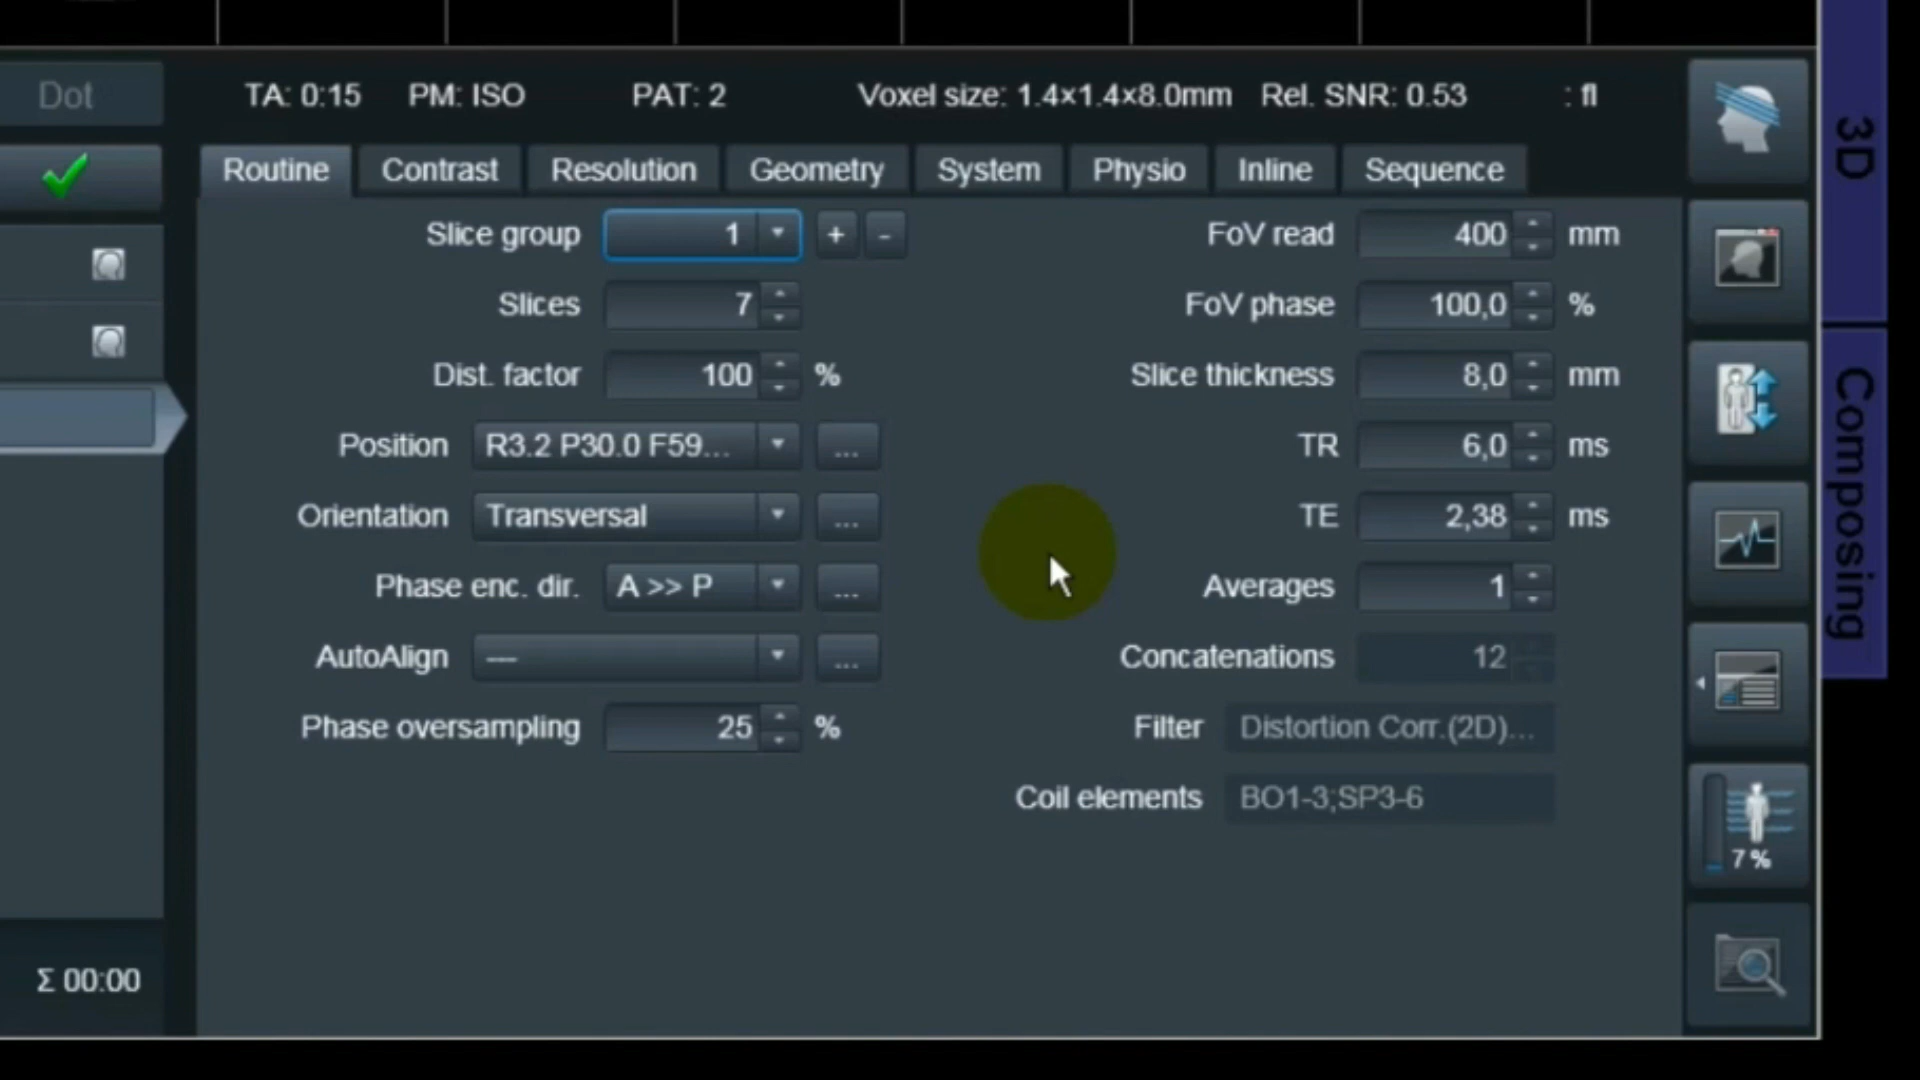 Dot
TA: 0:15 PM: ISO PAT: 2 Voxel size: 1.4×1.4×8.0mm Rel. SNR: 0.53 : fl
Routine Contrast Resolution Geometry System Physio Inline Sequence
Slice group 1 + -
Slices 7
Dist. factor 100 %
Position R3.2 P30.0 F59... ...
Orientation Transversal ...
Phase enc. dir. A >> P ...
AutoAlign --- ...
Phase oversampling 25 %
FoV read 400 mm
FoV phase 100,0 %
Slice thickness 8,0 mm
TR 6,0 ms
TE 2,38 ms
Averages 1
Concatenations 12
Filter Distortion Corr.(2D)...
Coil elements BO1-3;SP3-6
Σ 00:00
7 %
3D
Composing